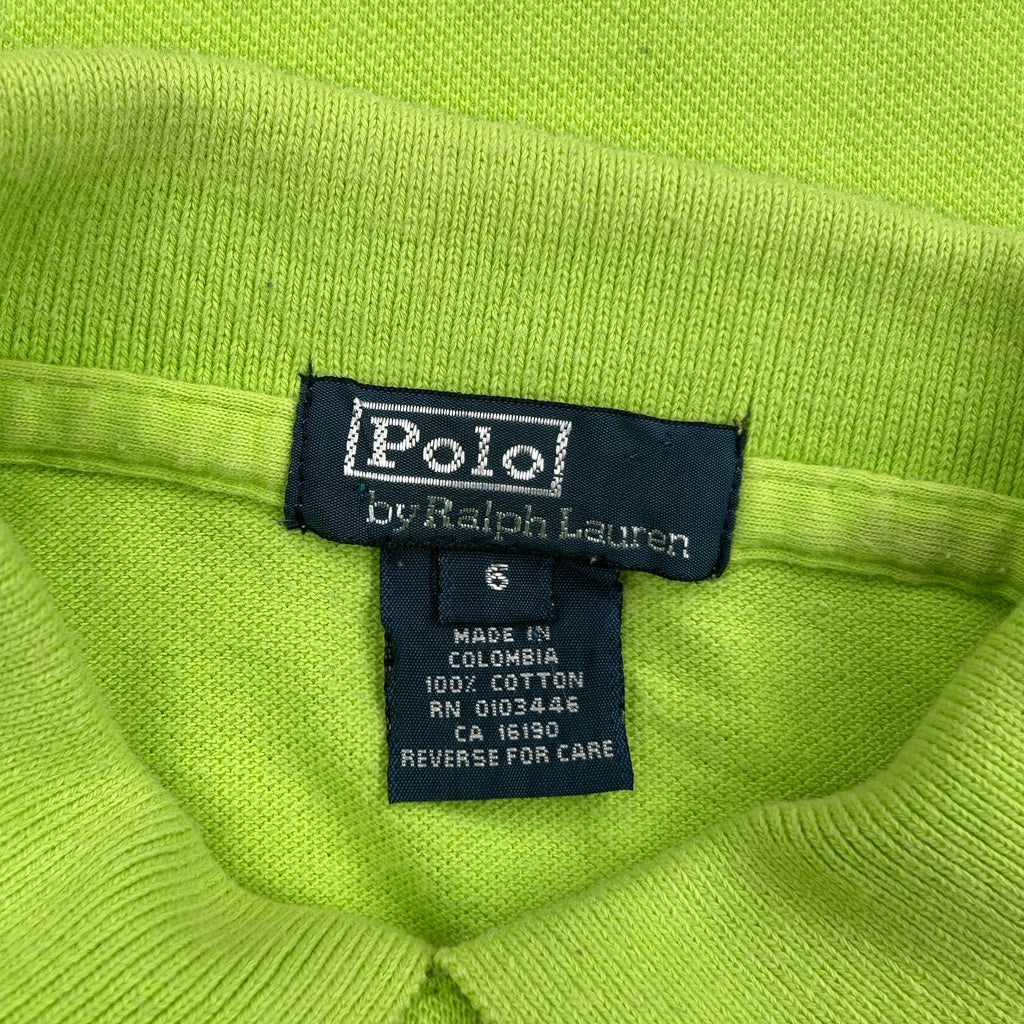 Polo
by Ralph Lauren
6
MADE IN
COLOMBIA
100% COTTON
RN 0103446
CA 16190
REVERSE FOR CARE